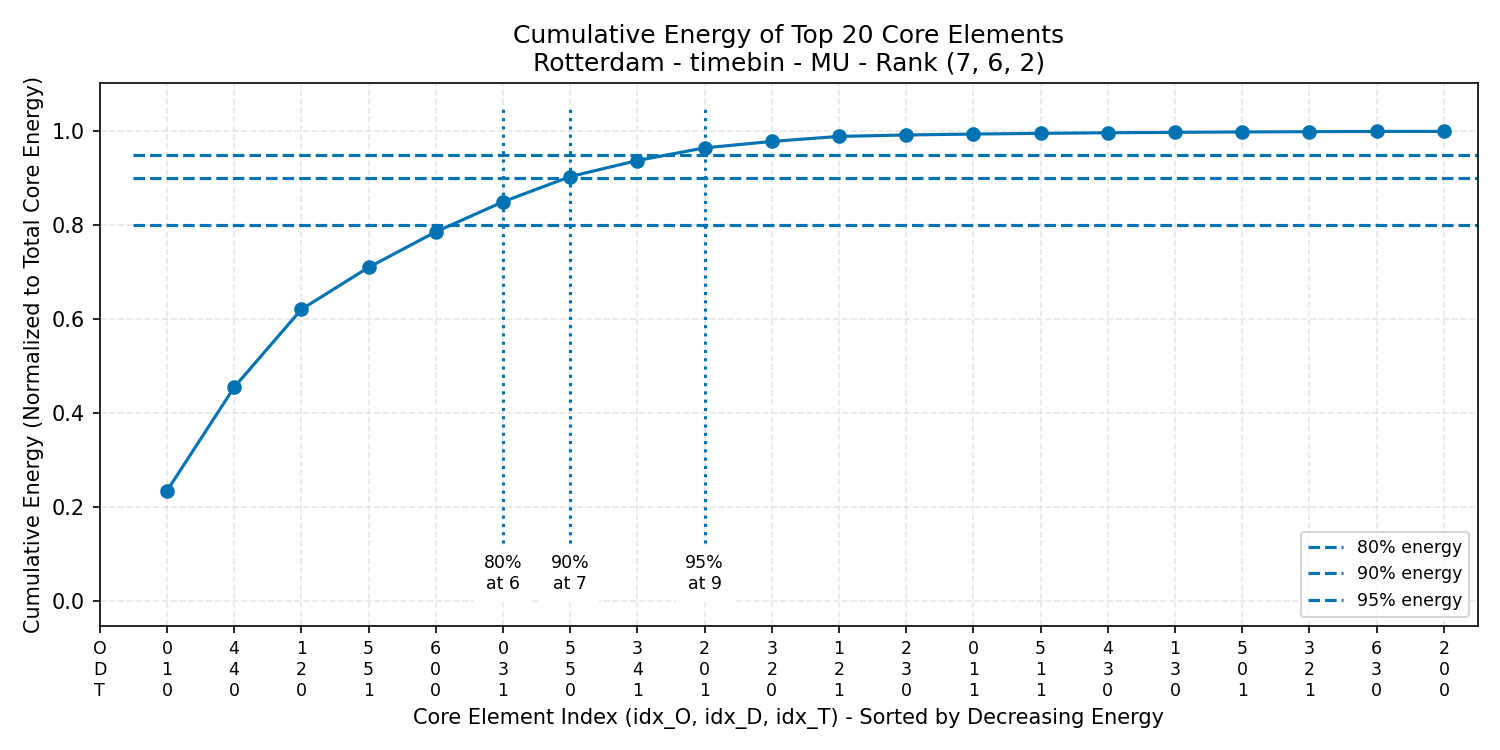 Cumulative Energy of Top 20 Core Elements
Rotterdam - timebin - MU - Rank (7, 6, 2)
Cumulative Energy (Normalized to Total Core Energy)
1.0
0.8
0.6
0.4
0.2
0.0
80%
at 6
90%
at 7
95%
at 9
80% energy
90% energy
95% energy
O 0 4 1 5 6 0 5 3 2 3 1 2 0 5 4 1 5 3 6 2
D 1 4 2 5 0 3 5 4 0 2 2 3 1 1 3 3 0 2 3 0
T 0 0 0 1 0 1 0 1 1 0 1 0 1 1 0 0 1 1 0 0
Core Element Index (idx_O, idx_D, idx_T) - Sorted by Decreasing Energy